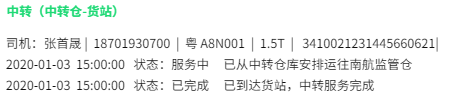 中转（中转仓-货站）
司机：张首晟 | 18701930700 | 粤 A8N001 | 1.5T | 3410021231445660621|
2020-01-03 15:00:00 状态：服务中 已从中转仓库安排运往南航监管仓
2020-01-03 15:00:00 状态：已完成 已到达货站，中转服务完成